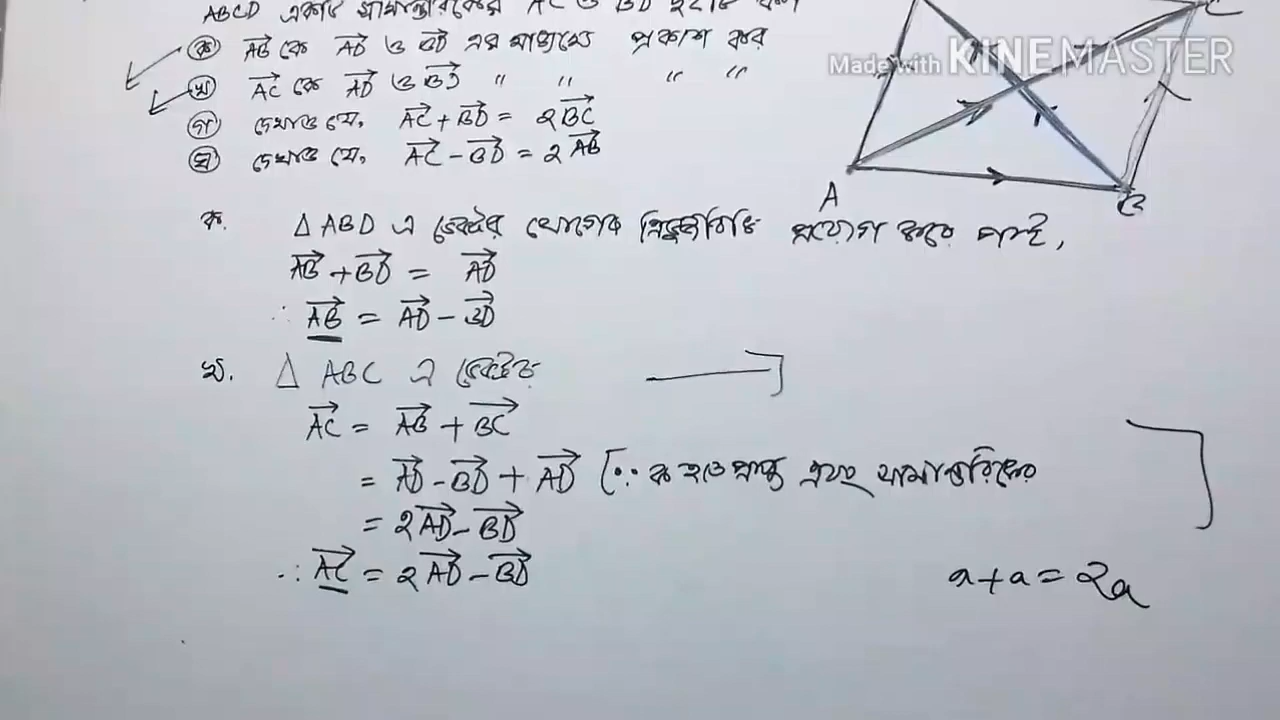 ABCD একটি সামান্তরিকের AC ও BD দুইটি কর্ণ
Made with KINEMASTER
ক AB→ কে AD→ ও BD→ এর মাধ্যমে প্রকাশ কর
খ AC→ কে AD→ ও BD→ " " " "
গ দেখাও যে, AC→ + BD→ = 2BC→
ঘ দেখাও যে, AC→ - BD→ = 2AB→
C
A
B
ক. Δ ABD এ ভেক্টর যোগের ত্রিভুজবিধি প্রয়োগ করে পাই,
AB→ + BD→ = AD→
∴ AB→ = AD→ - BD→
খ. Δ ABC এ ভেক্টর
AC→ = AB→ + BC→
= AD→ - BD→ + AD→ [∵ ক হতে প্রাপ্ত এবং সামান্তরিকের ]
= 2AD→ - BD→
∴ AC→ = 2AD→ - BD→
a+a=2a